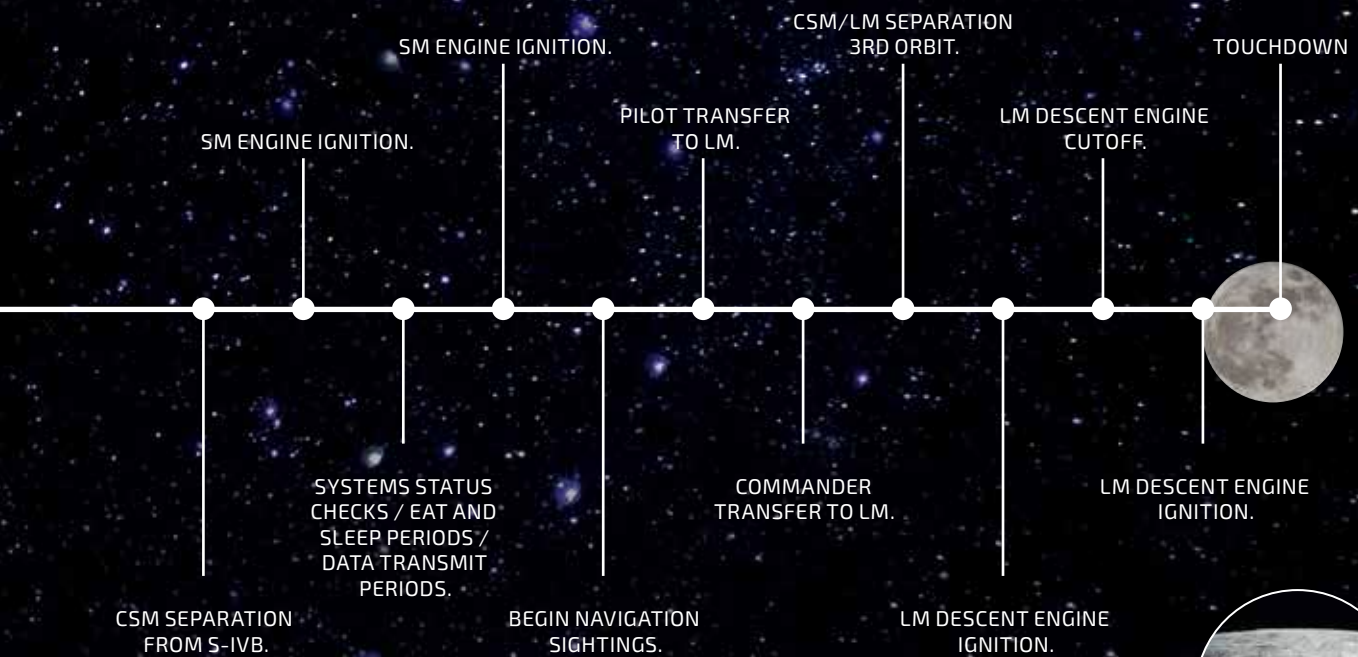 CSM/LM SEPARATION
3RD ORBIT.
SM ENGINE IGNITION.
TOUCHDOWN
PILOT TRANSFER
TO LM.
LM DESCENT ENGINE
CUTOFF.
SM ENGINE IGNITION.
SYSTEMS STATUS
CHECKS / EAT AND
SLEEP PERIODS /
DATA TRANSMIT
PERIODS.
COMMANDER
TRANSFER TO LM.
LM DESCENT ENGINE
IGNITION.
CSM SEPARATION
FROM S-IVB.
BEGIN NAVIGATION
SIGHTINGS.
LM DESCENT ENGINE
IGNITION.